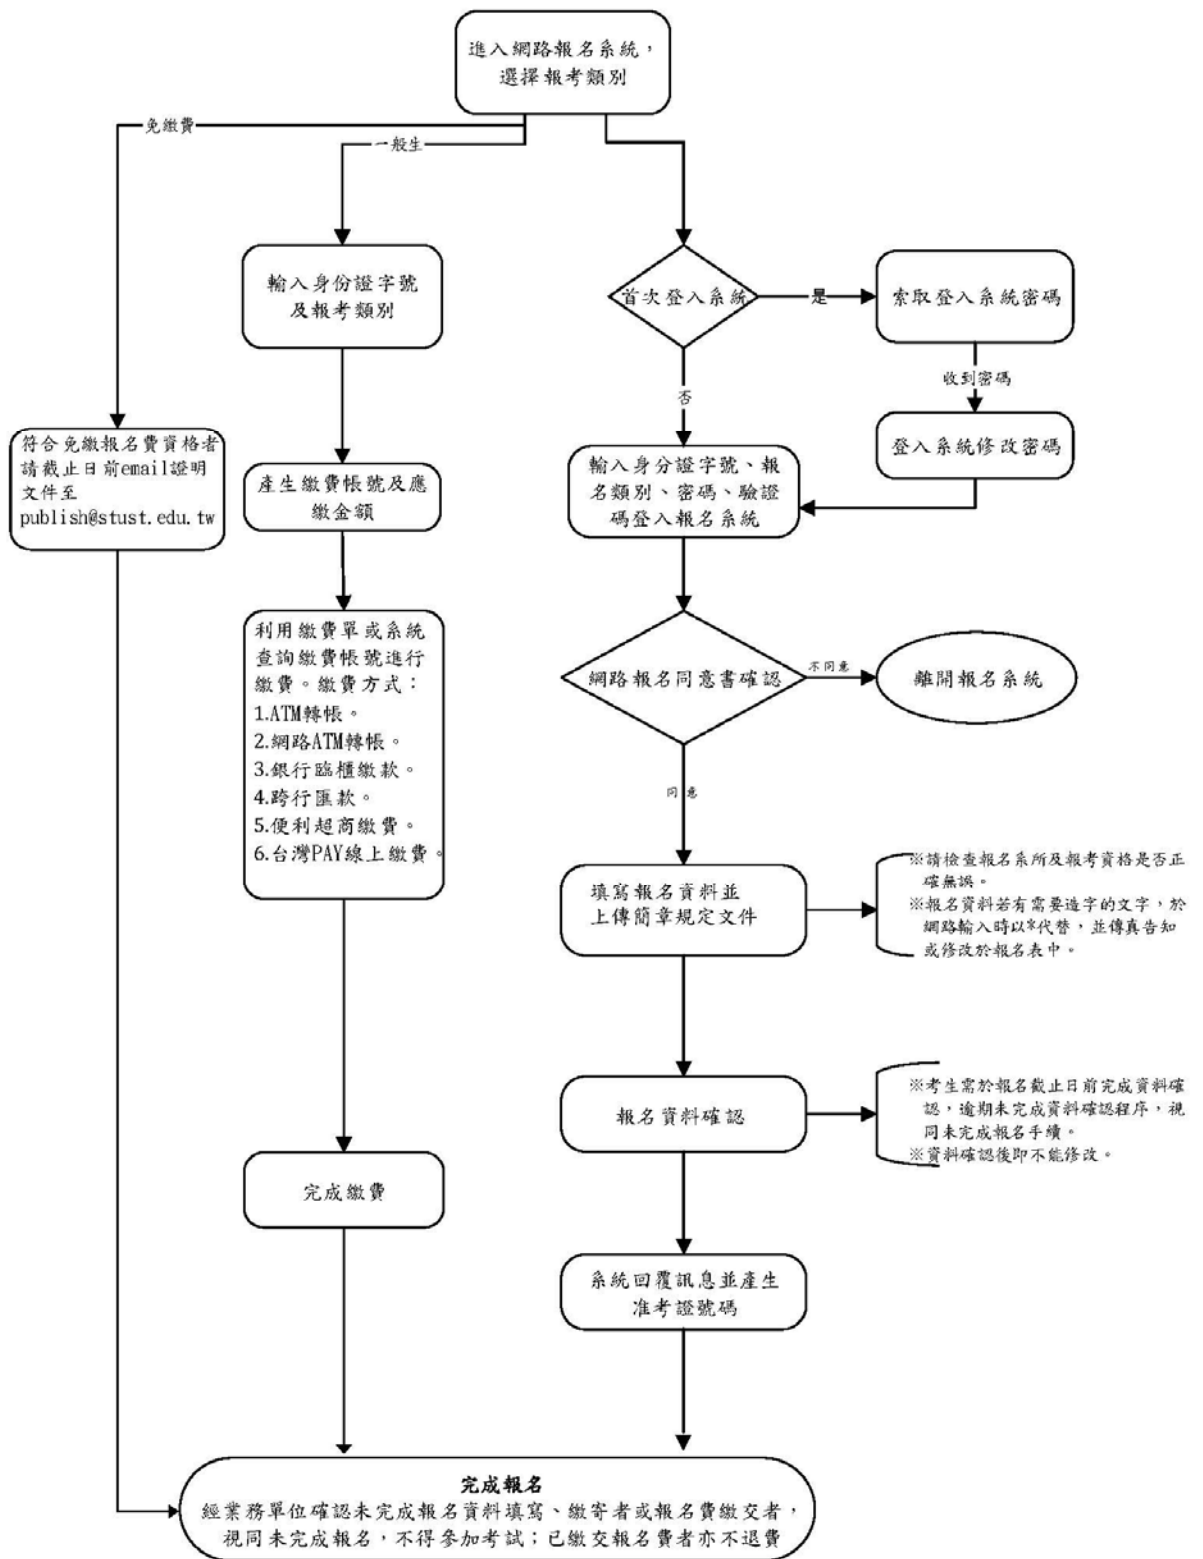 進入網路報名系統，
選擇報考類別
免繳費
一般生
輸入身份證字號
及報考類別
首次登入系統
是
索取登入系統密碼
收到密碼
否
登入系統修改密碼
符合免繳報名費資格者
請截止日前email證明
文件至
publish@stust.edu.tw
產生繳費帳號及應
繳金額
輸入身分證字號、報
名類別、密碼、驗證
碼登入報名系統
利用繳費單或系統
查詢繳費帳號進行
繳費。繳費方式：
1.ATM轉帳。
2.網路ATM轉帳。
3.銀行臨櫃繳款。
4.跨行匯款。
5.便利超商繳費。
6.台灣PAY線上繳費。
網路報名同意書確認
不同意
離開報名系統
同意
填寫報名資料並
上傳簡章規定文件
※請檢查報名系所及報考資格是否正
確無誤。
※報名資料若有需要造字的文字，於
網路輸入時以*代替，並傳真告知
或修改於報名表中。
報名資料確認
※考生需於報名截止日前完成資料確
認，逾期未完成資料確認程序，視
同未完成報名手續。
※資料確認後即不能修改。
完成繳費
系統回覆訊息並產生
准考證號碼
完成報名
經業務單位確認未完成報名資料填寫、繳寄者或報名費繳交者，
視同未完成報名，不得參加考試；已繳交報名費者亦不退費